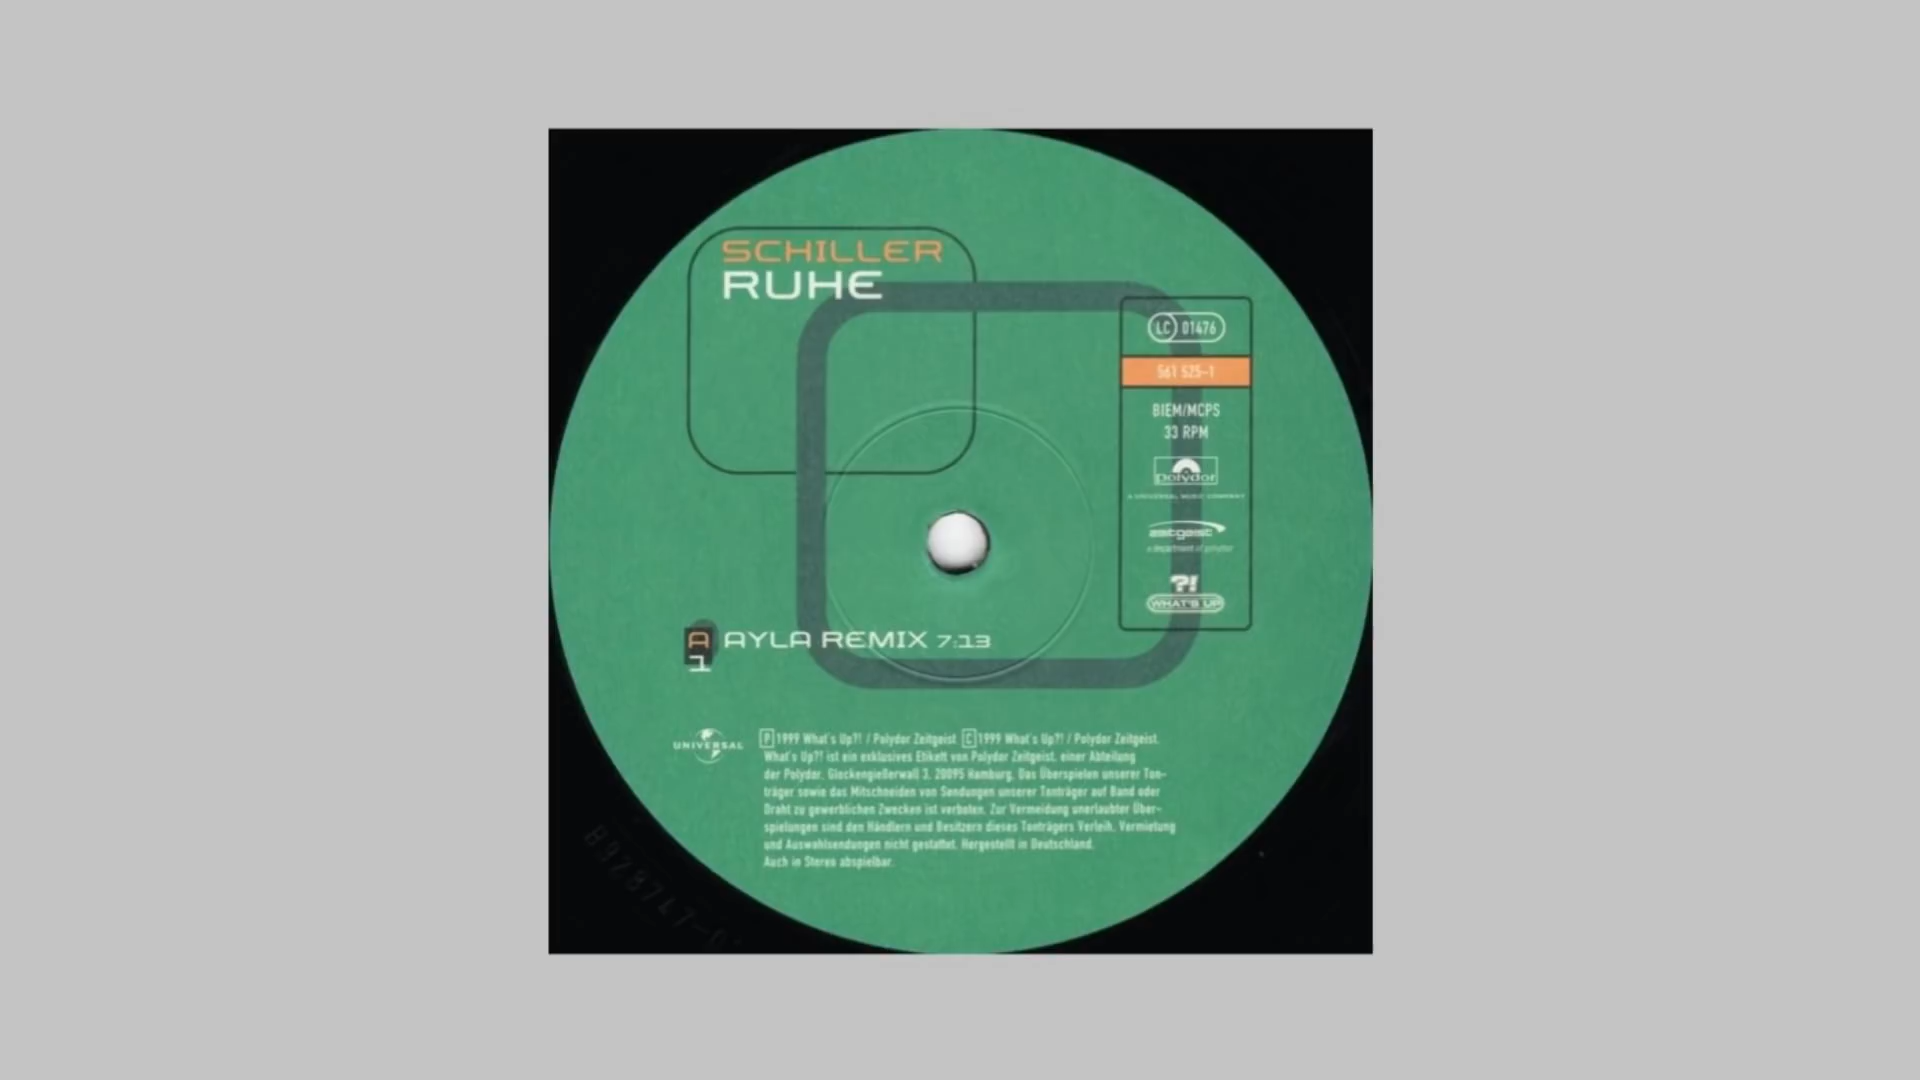 SCHILLER
RUHE
LC 01476
561 525-1
BIEM/MCPS
33 RPM
polydor
A UNIVERSAL MUSIC COMPANY
zeitgeist
a department of polydor
?!
WHAT'S UP
A AYLA REMIX 7:13
1
UNIVERSAL
P 1999 What's Up?! / Polydor Zeitgeist C 1999 What's Up?! / Polydor Zeitgeist.
What's Up?! ist ein exklusives Etikett von Polydor Zeitgeist, einer Abteilung
der Polydor, Glockengießerwall 3, 20095 Hamburg. Das Überspielen unserer Ton-
träger sowie das Mitschneiden von Sendungen unserer Tonträger auf Band oder
Draht zu gewerblichen Zwecken ist verboten. Zur Vermeidung unerlaubter Über-
spielungen sind den Händlern und Besitzern dieses Tonträgers Verleih, Vermietung
und Auswahlsendungen nicht gestattet. Hergestellt in Deutschland.
Auch in Stereo abspielbar.